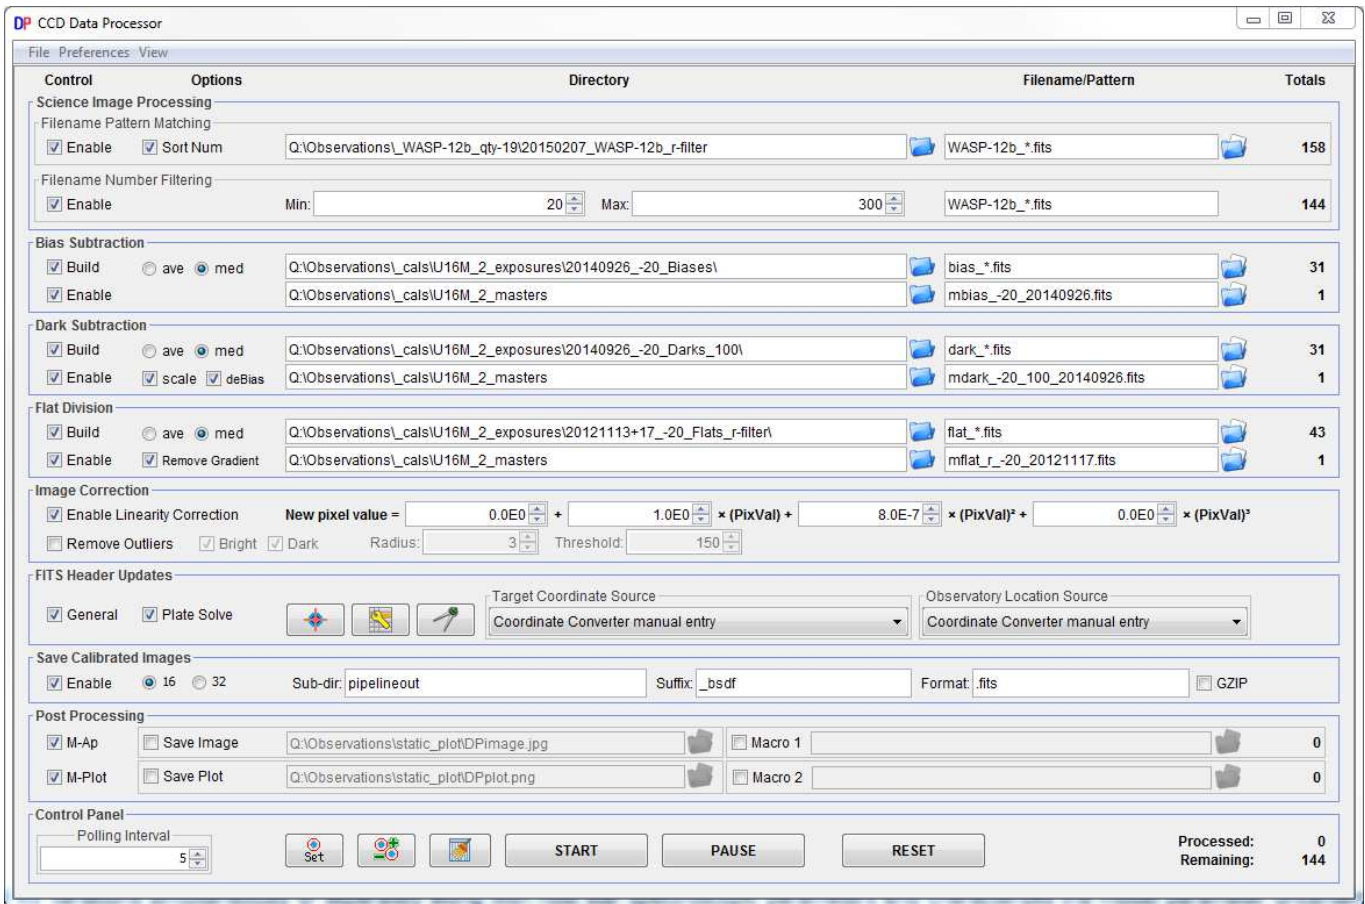 DP CCD Data Processor
File Preferences View
Control Options Directory Filename/Pattern Totals
Science Image Processing
Filename Pattern Matching
Enable Sort Num Q:\Observations\_WASP-12b_qty-19\20150207_WASP-12b_r-filter WASP-12b_*.fits 158
Filename Number Filtering
Enable Min: 20 Max: 300 WASP-12b_*.fits 144
Bias Subtraction
Build ave med Q:\Observations\_cals\U16M_2_exposures\20140926_-20_Biases\ bias_*.fits 31
Enable Q:\Observations\_cals\U16M_2_masters mbias_-20_20140926.fits 1
Dark Subtraction
Build ave med Q:\Observations\_cals\U16M_2_exposures\20140926_-20_Darks_100\ dark_*.fits 31
Enable scale deBias Q:\Observations\_cals\U16M_2_masters mdark_-20_100_20140926.fits 1
Flat Division
Build ave med Q:\Observations\_cals\U16M_2_exposures\20121113+17_-20_Flats_r-filter\ flat_*.fits 43
Enable Remove Gradient Q:\Observations\_cals\U16M_2_masters mflat_r_-20_20121117.fits 1
Image Correction
Enable Linearity Correction New pixel value = 0.0E0 + 1.0E0 × (PixVal) + 8.0E-7 × (PixVal)² + 0.0E0 × (PixVal)³
Remove Outliers Bright Dark Radius: 3 Threshold: 150
FITS Header Updates
Target Coordinate Source Observatory Location Source
General Plate Solve Coordinate Converter manual entry Coordinate Converter manual entry
Save Calibrated Images
Enable 16 32 Sub-dir: pipelineout Suffix: _bsdf Format: .fits GZIP
Post Processing
M-Ap Save Image Q:\Observations\static_plot\DPimage.jpg Macro 1 0
M-Plot Save Plot Q:\Observations\static_plot\DPplot.png Macro 2 0
Control Panel
Polling Interval
5 Set START PAUSE RESET
Processed: 0
Remaining: 144